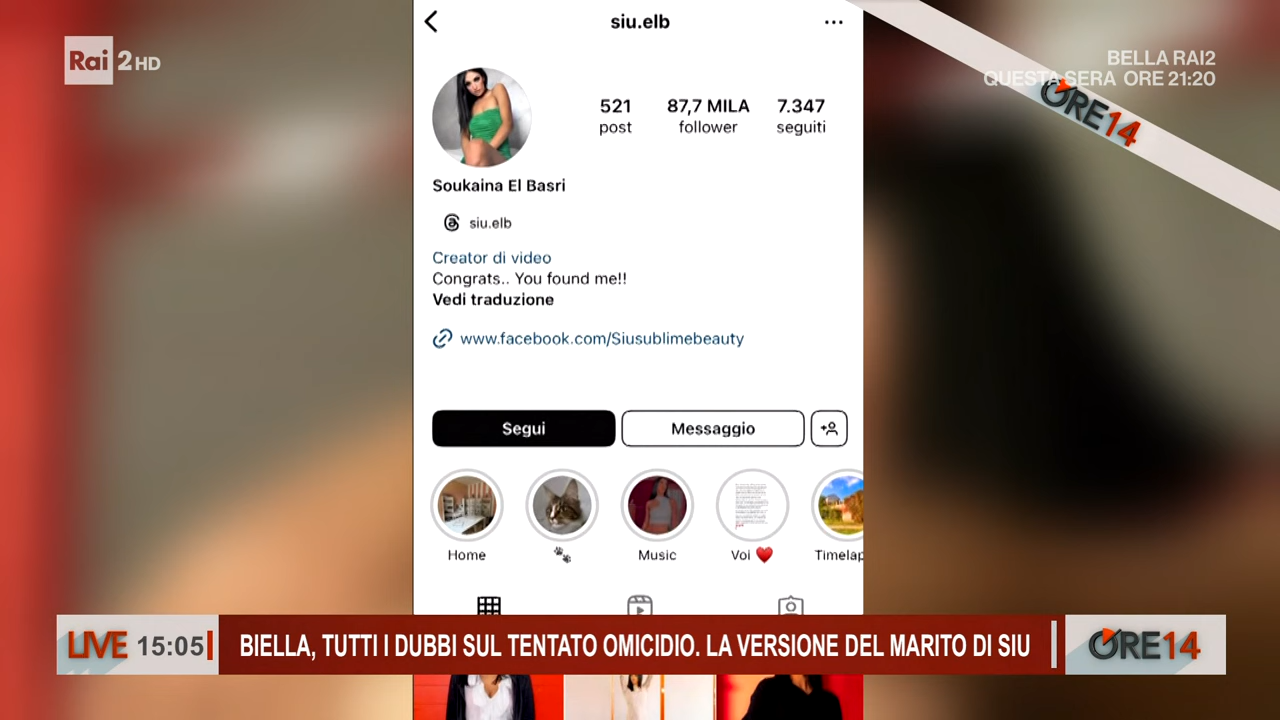 siu.elb
Rai 2HD
BELLA RAI2
QUESTA SERA ORE 21:20
ORE14
521
post
87,7 MILA
follower
7.347
seguiti
Soukaina El Basri
siu.elb
Creator di video
Congrats.. You found me!!
Vedi traduzione
www.facebook.com/Siusublimebeauty
Segui
Messaggio
Home
Music
Voi ❤️
Timelap
LIVE 15:05
BIELLA, TUTTI I DUBBI SUL TENTATO OMICIDIO. LA VERSIONE DEL MARITO DI SIU
ORE14